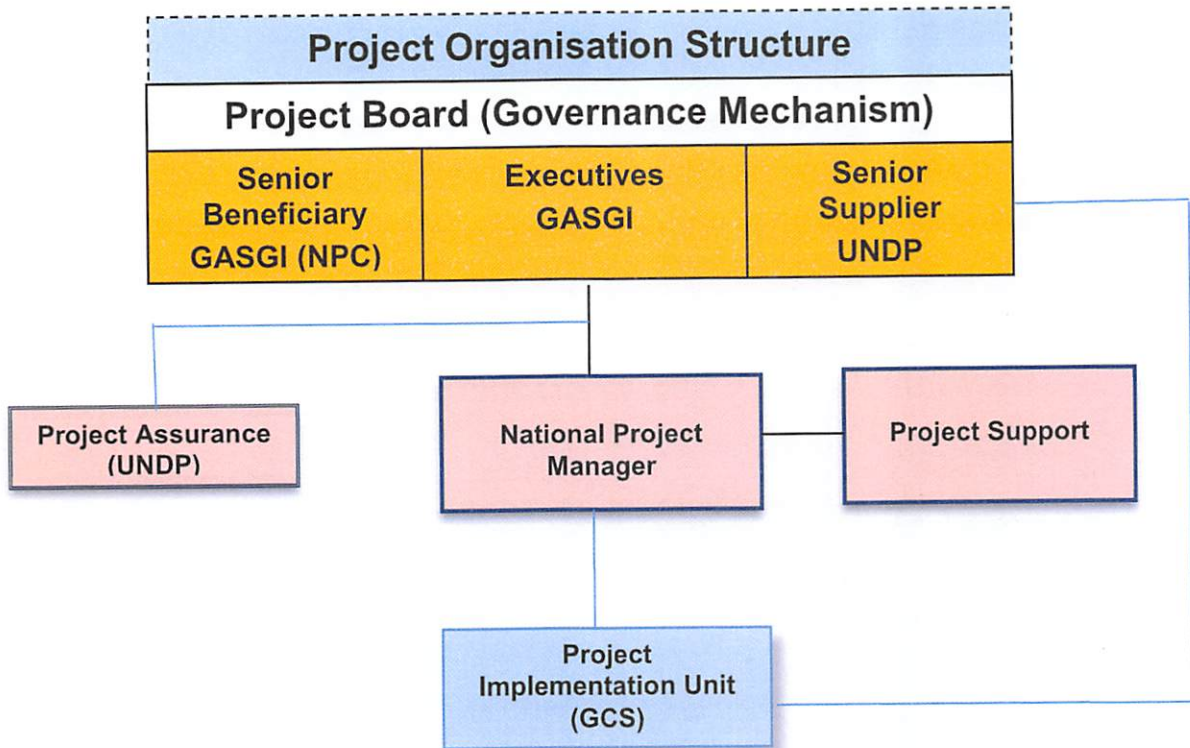 Project Organisation Structure
Project Board (Governance Mechanism)
Senior
Beneficiary
GASGI (NPC)
Executives
GASGI
Senior
Supplier
UNDP
Project Assurance
(UNDP)
National Project
Manager
Project Support
Project
Implementation Unit
(GCS)